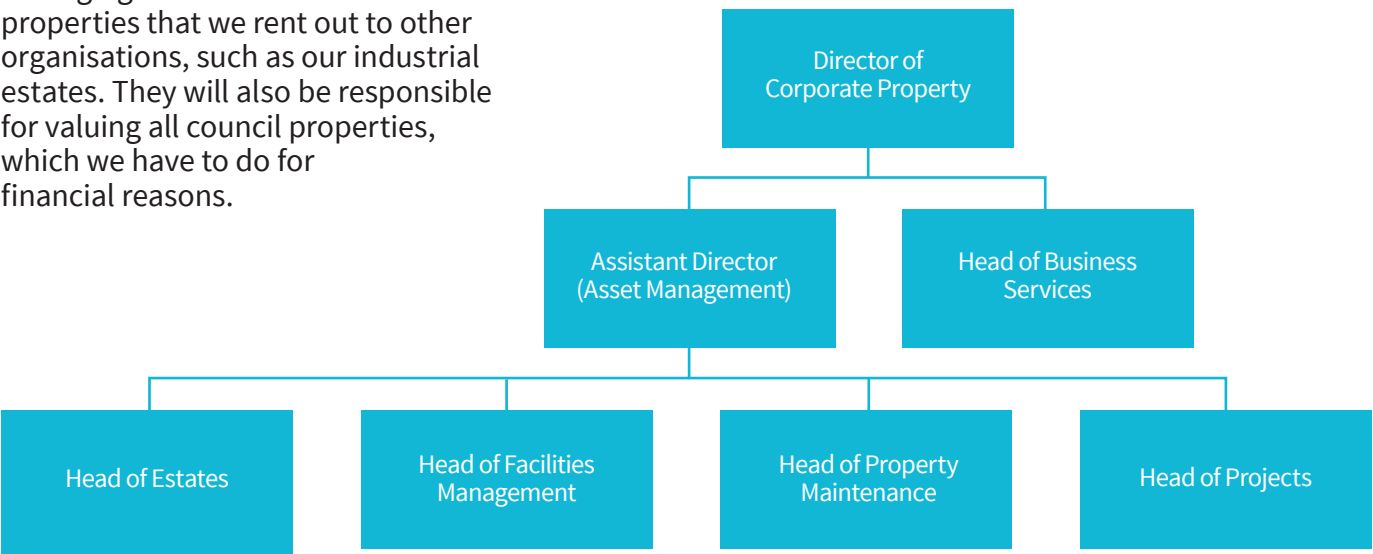 properties that we rent out to other
organisations, such as our industrial
estates. They will also be responsible
for valuing all council properties,
which we have to do for
financial reasons.
Director of
Corporate Property
Assistant Director
(Asset Management)
Head of Business
Services
Head of Estates
Head of Facilities
Management
Head of Property
Maintenance
Head of Projects